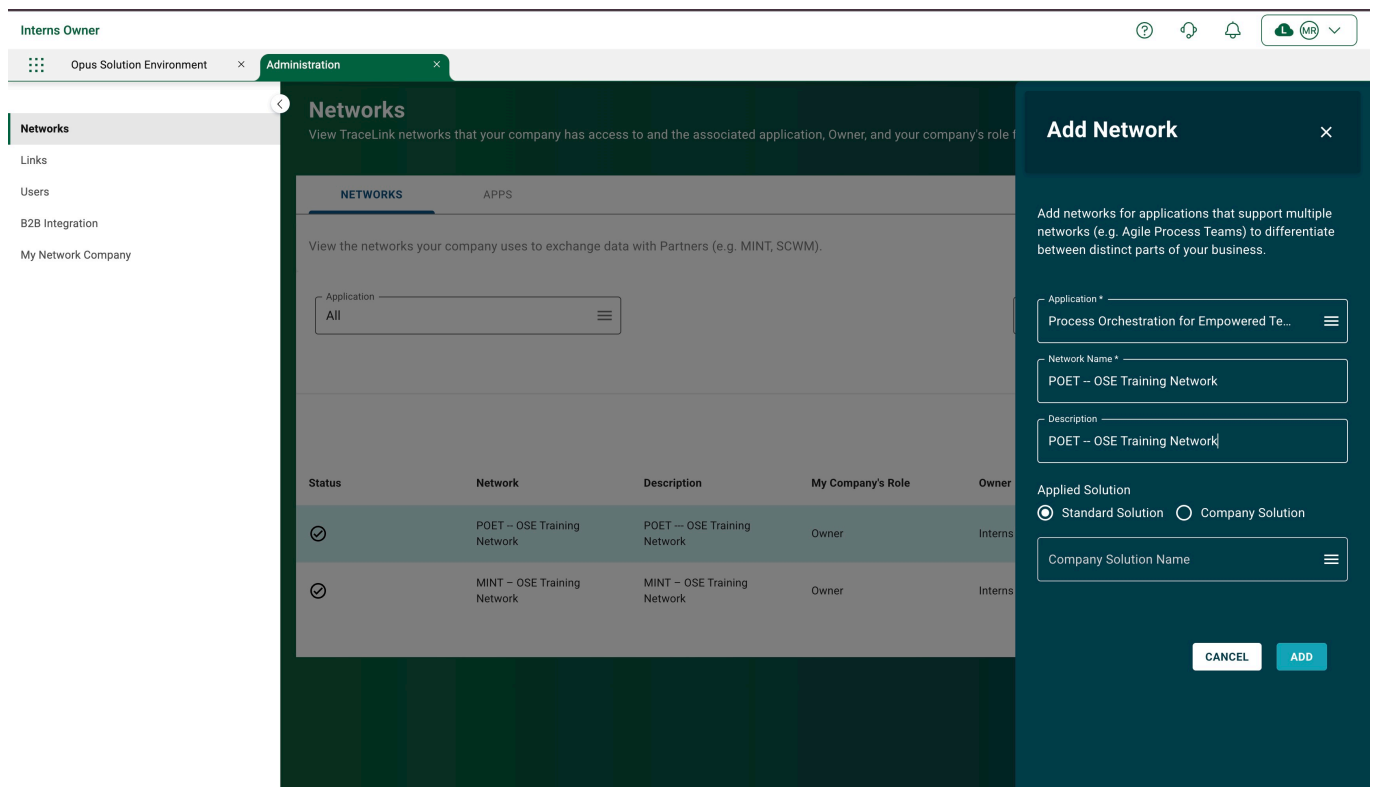 Interns Owner
L MR
Opus Solution Environment × Administration ×
Networks
Links
Users
B2B Integration
My Network Company
Networks
View TraceLink networks that your company has access to and the associated application, Owner, and your company's role f
NETWORKS APPS
View the networks your company uses to exchange data with Partners (e.g. MINT, SCWM).
Application
All
Status Network Description My Company's Role Owner
POET – OSE Training POET –- OSE Training
Network Network Owner Interns
MINT – OSE Training MINT – OSE Training
Network Network Owner Interns
Add Network ×
Add networks for applications that support multiple
networks (e.g. Agile Process Teams) to differentiate
between distinct parts of your business.
Application *
Process Orchestration for Empowered Te...
Network Name *
POET -- OSE Training Network
Description
POET -- OSE Training Network
Applied Solution
Standard Solution Company Solution
Company Solution Name
CANCEL ADD